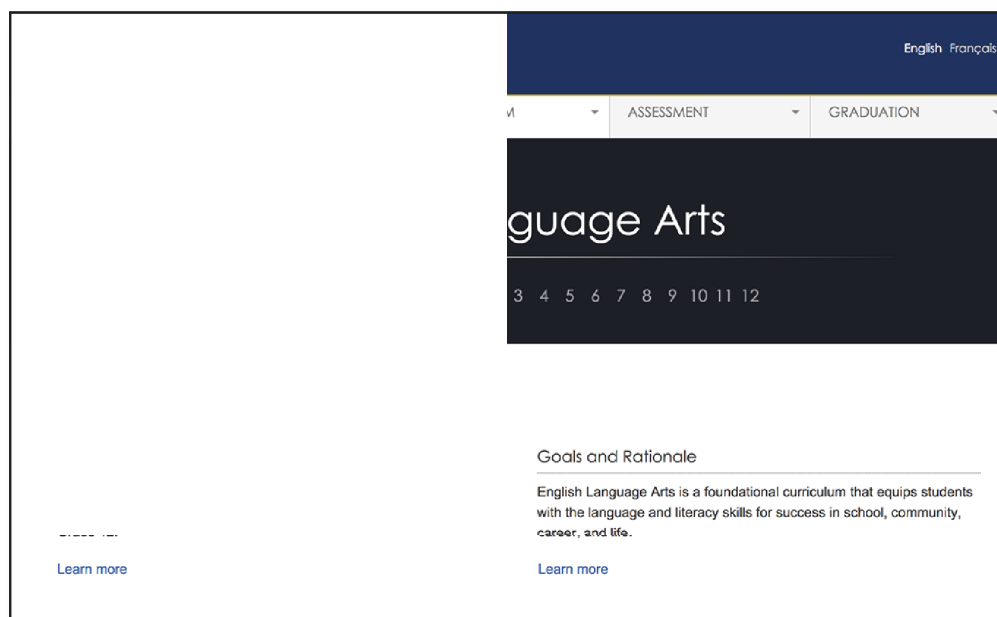 English Français
ASSESSMENT GRADUATION
guage Arts
3 4 5 6 7 8 9 10 11 12
Goals and Rationale
English Language Arts is a foundational curriculum that equips students
with the language and literacy skills for success in school, community,
career, and life.
Learn more Learn more